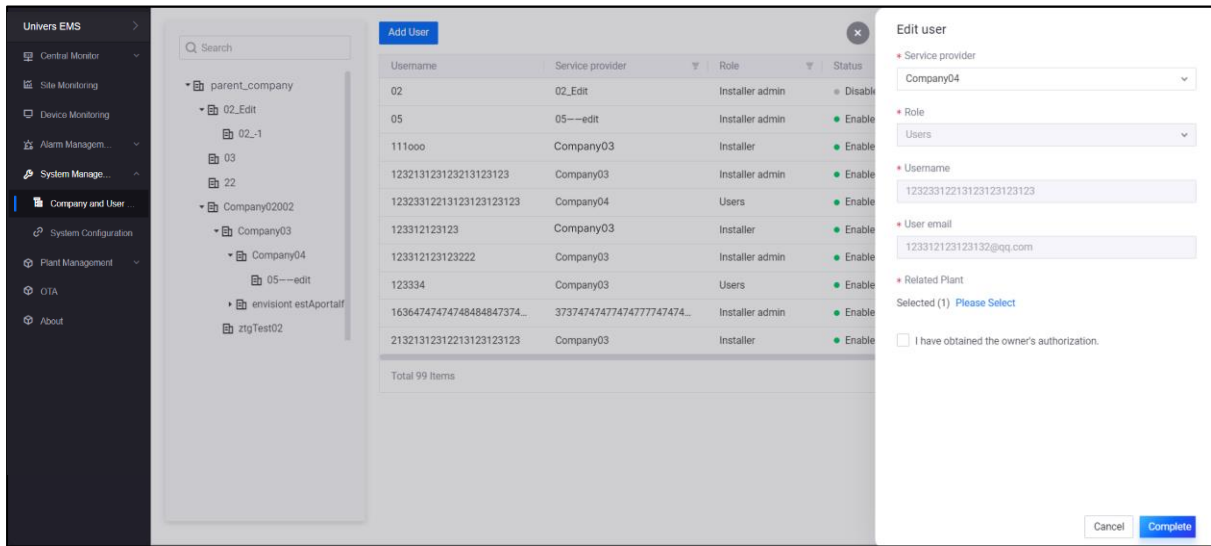 Univers EMS
Central Monitor
Site Monitoring
Device Monitoring
Alarm Managem...
System Manage...
Company and User ...
System Configuration
Plant Management
OTA
About
Search
parent_company
02_Edit
02_-1
03
22
Company02002
Company03
Company04
05----edit
envisiont estAportalf
ztgTest02
Add User
Username Service provider Role Status
02 02_Edit Installer admin Disable
05 05----edit Installer admin Enable
111ooo Company03 Installer Enable
123213123123213123123 Company03 Installer admin Enable
12323312213123123123123 Company04 Users Enable
123312123123 Company03 Installer Enable
123312123123222 Company03 Installer admin Enable
123334 Company03 Users Enable
16364747474748484847374... 37374747477474777747474... Installer admin Enable
21321312312213123123123 Company03 Installer Enable
Total 99 Items
Edit user
* Service provider
Company04
* Role
Users
* Username
12323312213123123123123
* User email
123312123123132@qq.com
* Related Plant
Selected (1) Please Select
I have obtained the owner's authorization.
Cancel Complete